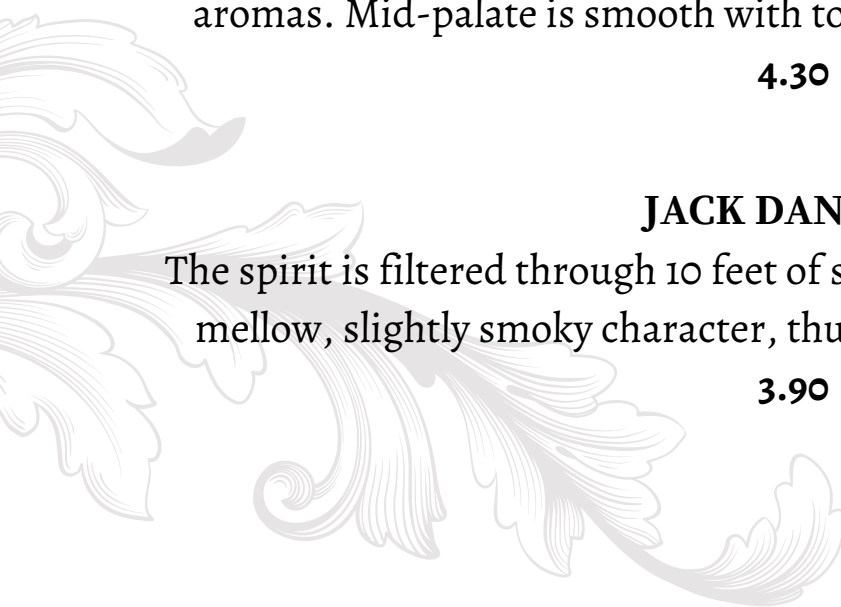 aromas. Mid-palate is smooth with to
4.30
JACK DAN
The spirit is filtered through 10 feet of s
mellow, slightly smoky character, thu
3.90